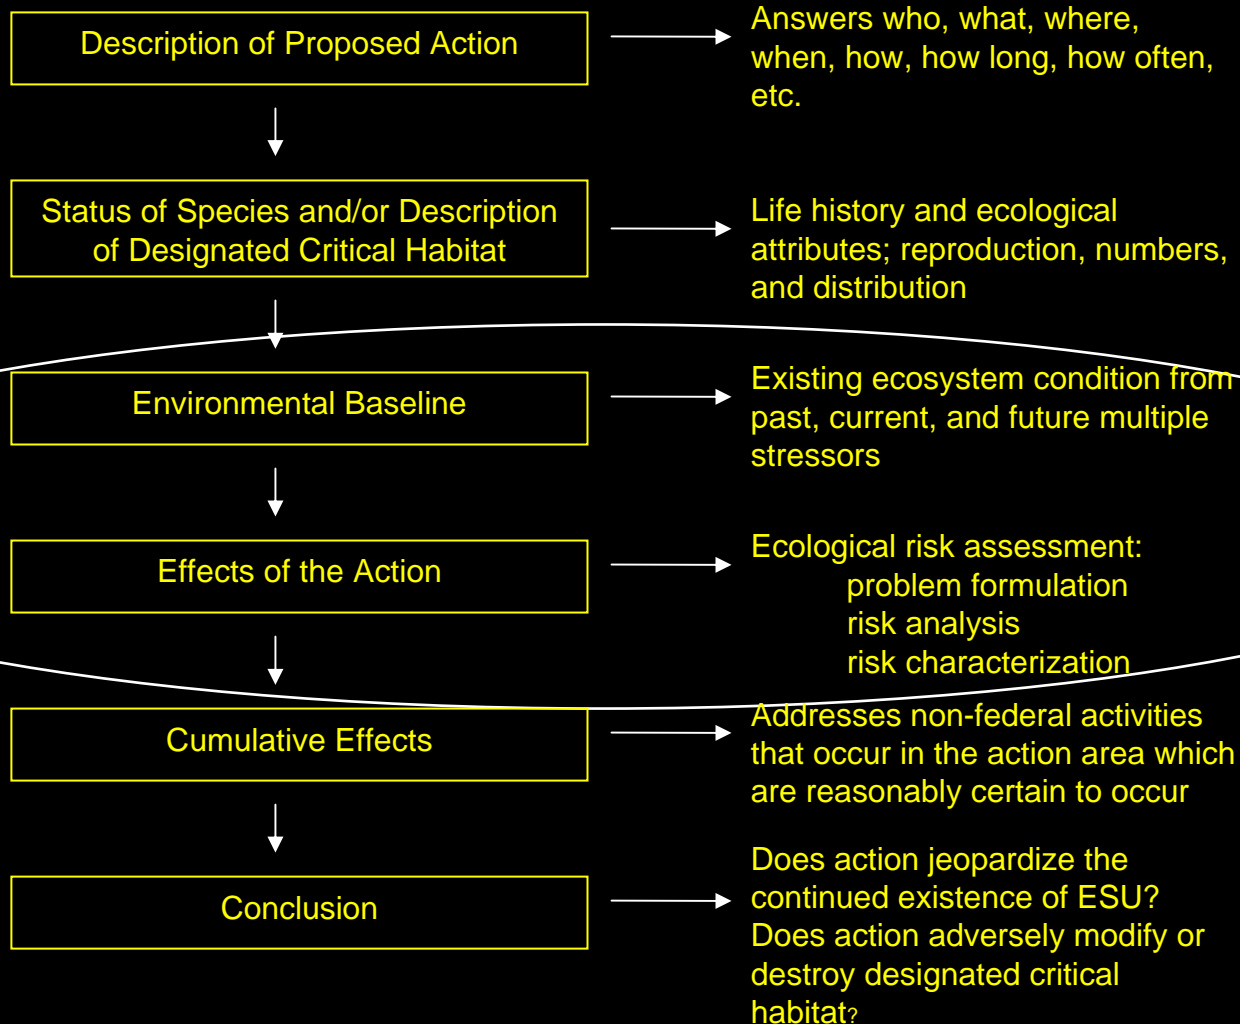 Description of Proposed Action
Answers who, what, where,
when, how, how long, how often,
etc.
Status of Species and/or Description
of Designated Critical Habitat
Life history and ecological
attributes; reproduction, numbers,
and distribution
Environmental Baseline
Existing ecosystem condition from
past, current, and future multiple
stressors
Effects of the Action
Ecological risk assessment:
problem formulation
risk analysis
risk characterization
Cumulative Effects
Addresses non-federal activities
that occur in the action area which
are reasonably certain to occur
Conclusion
Does action jeopardize the
continued existence of ESU?
Does action adversely modify or
destroy designated critical
habitat?